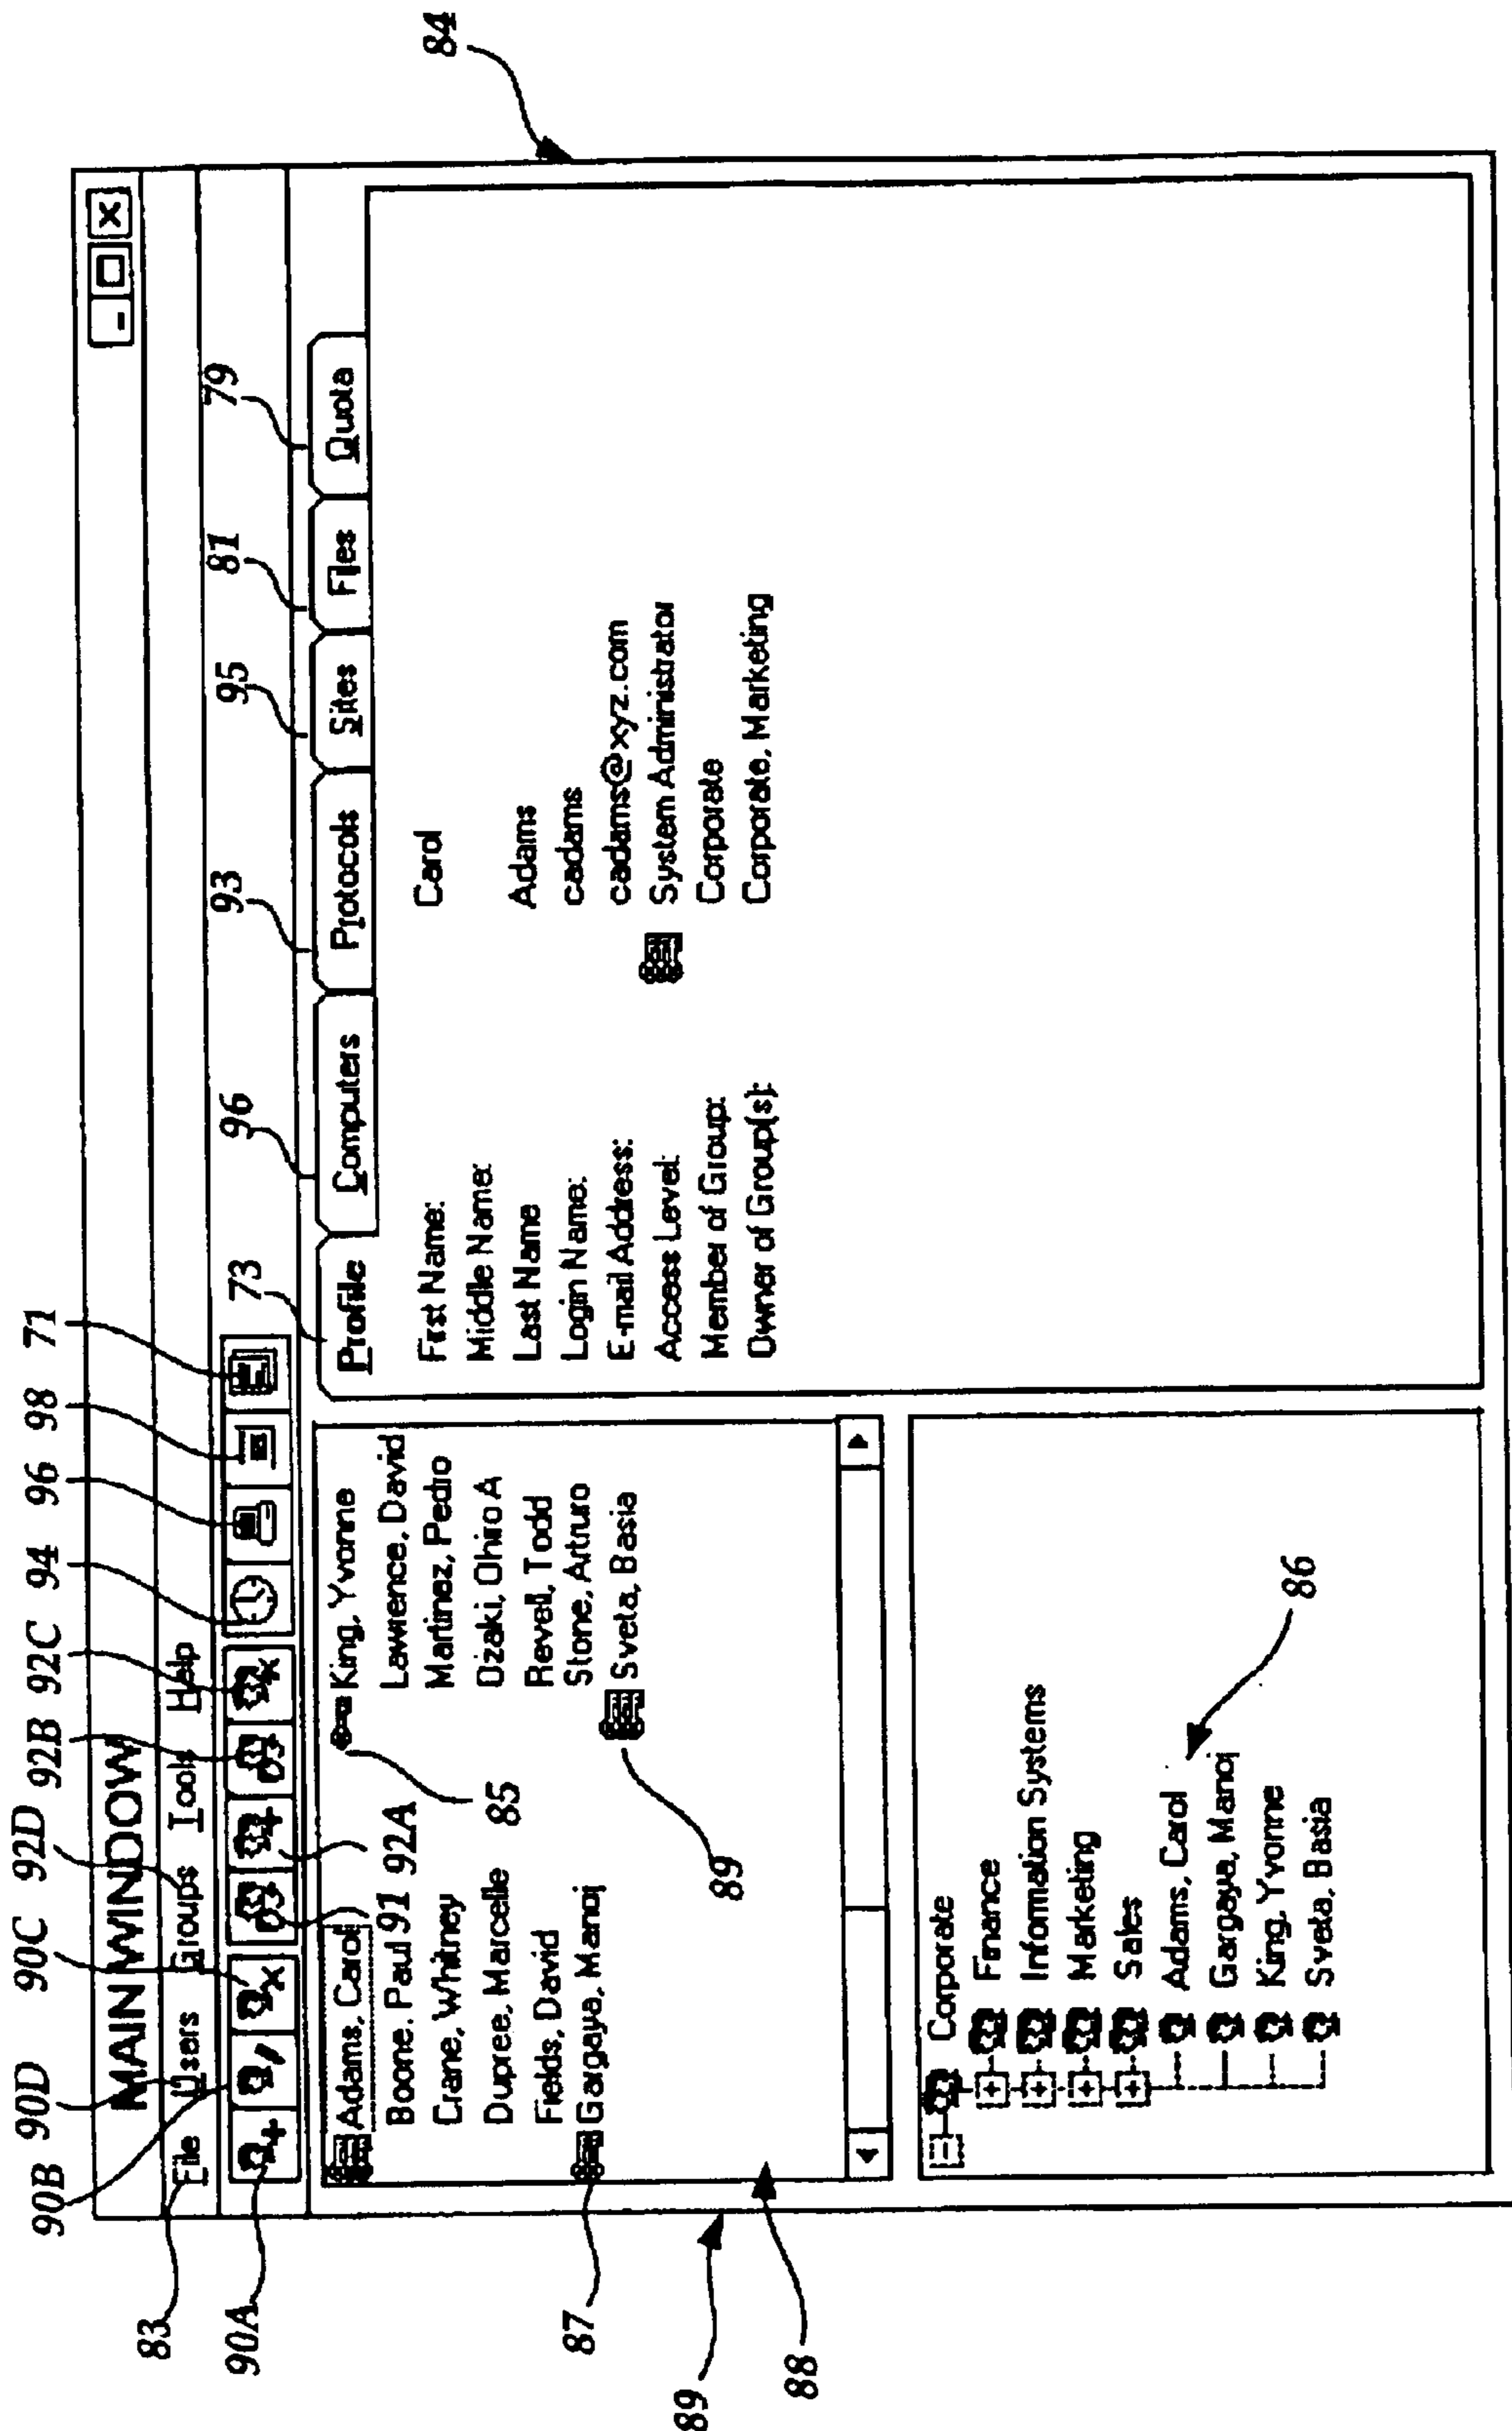 90B 90D 90C 92D 92B 92C 94 96 98 71
MAIN WINDOW
83
File Users Groups Tools Help
90A
73 96 93 95 81 79
84
Profile Computers Protocols Sites Files Quota
Adams, Carol
Boone. Paul
Crane, Whitney
Dupree, Marcelle
Fields, David
Gargaya, Manoj
91 92A
85
King, Yvonne
Lawrence, David
Martinez, Pedro
Ozaki, Ohiro A
Revell, Todd
Stone, Arturo
Sveta, Basia
87
89
88
89
First Name: Carol
Middle Name:
Last Name Adams
Login Name: cadams
E-mail Address: cadams@xyz.com
Access Level: System Administrator
Member of Group: Corporate
Owner of Group(s): Corporate, Marketing
Corporate
Finance
Information Systems
Marketing
Sales
Adams, Carol
Gargaya, Manoj
King, Yvonne
Sveta, Basia
86